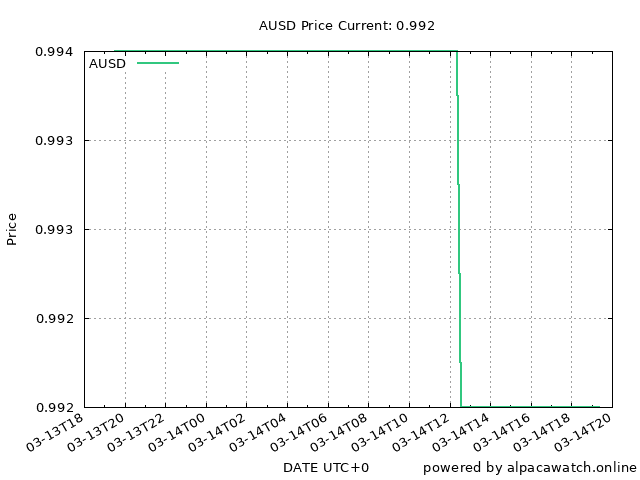 AUSD Price Current: 0.992
0.994
AUSD
0.993
0.993
0.992
0.992
Price
03-13T18
03-13T20
03-13T22
03-14T00
03-14T02
03-14T04
03-14T06
03-14T08
03-14T10
03-14T12
03-14T14
03-14T16
03-14T18
03-14T20
DATE UTC+0
powered by alpacawatch.online